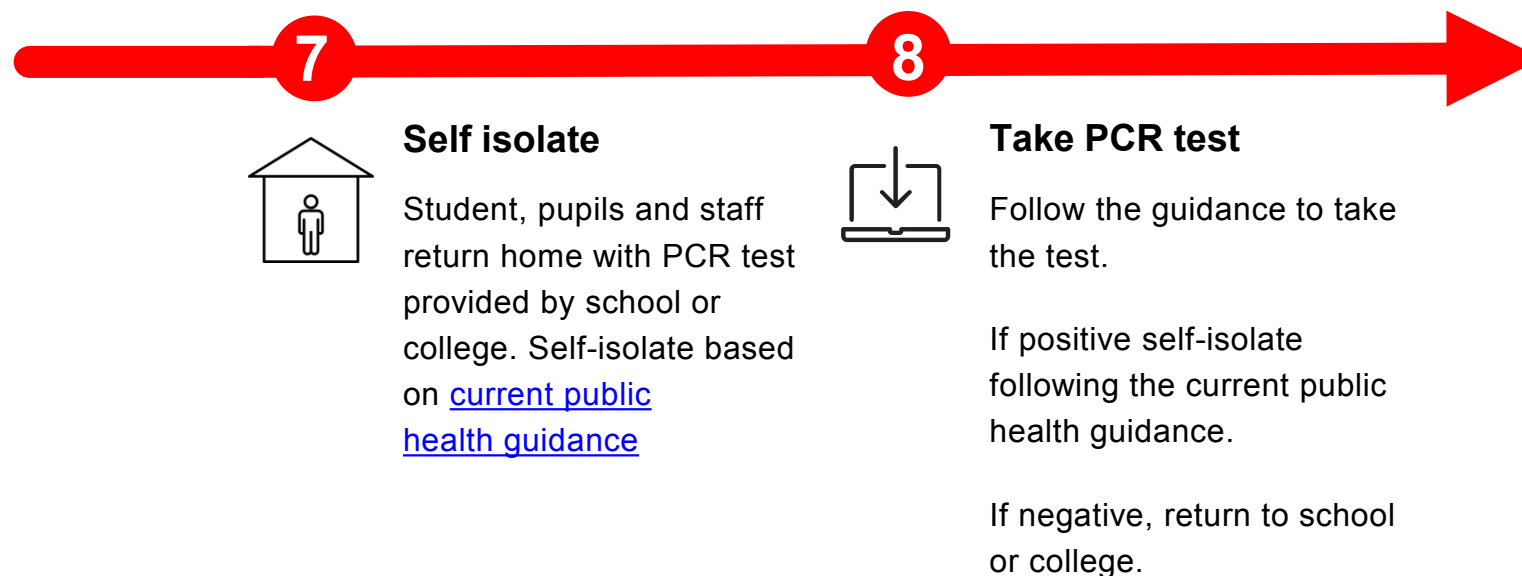 7
8
Self isolate
Student, pupils and staff
return home with PCR test
provided by school or
college. Self-isolate based
on current public
health guidance
Take PCR test
Follow the guidance to take
the test.
If positive self-isolate
following the current public
health guidance.
If negative, return to school
or college.